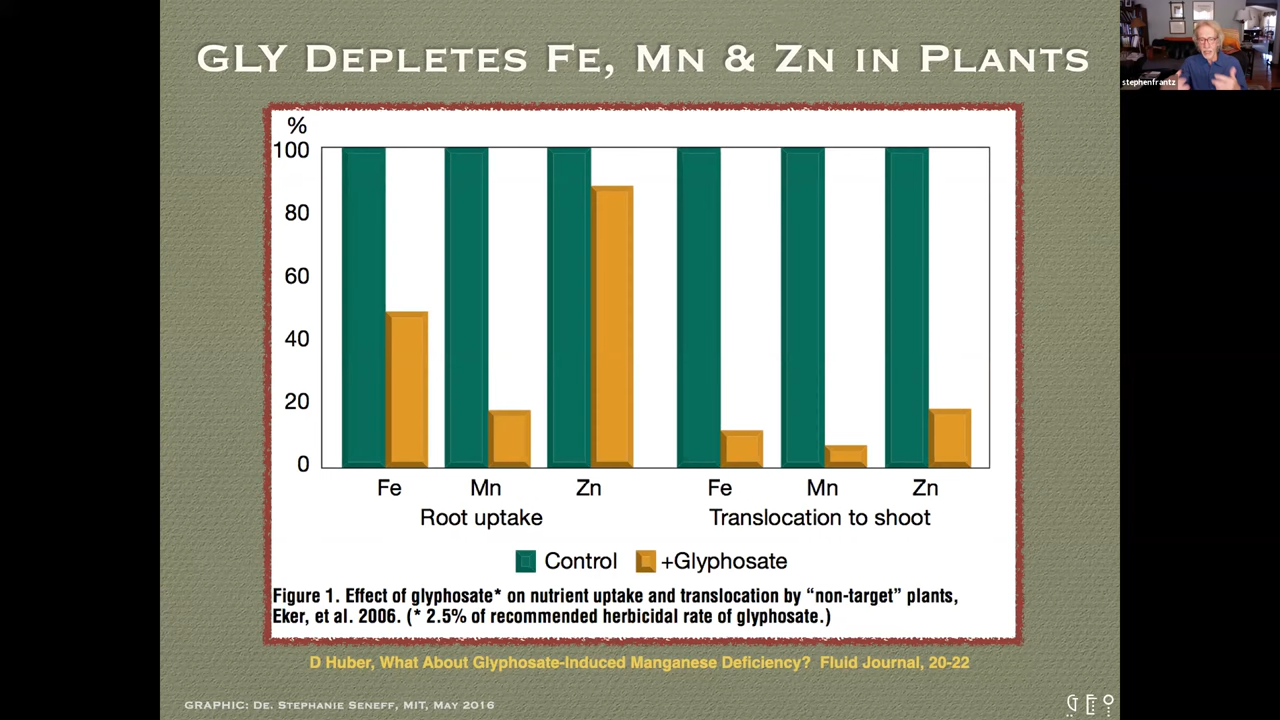 GLY DEPLETES FE, MN & ZN IN PLANTS
stephenfrantz
%
100
80
60
40
20
0
Fe Mn Zn Fe Mn Zn
Root uptake Translocation to shoot
Control +Glyphosate
Figure 1. Effect of glyphosate* on nutrient uptake and translocation by “non-target” plants,
Eker, et al. 2006. (* 2.5% of recommended herbicidal rate of glyphosate.)
D Huber, What About Glyphosate-Induced Manganese Deficiency? Fluid Journal, 20-22
GRAPHIC: DE. STEPHANIE SENEFF, MIT, MAY 2016
GEO